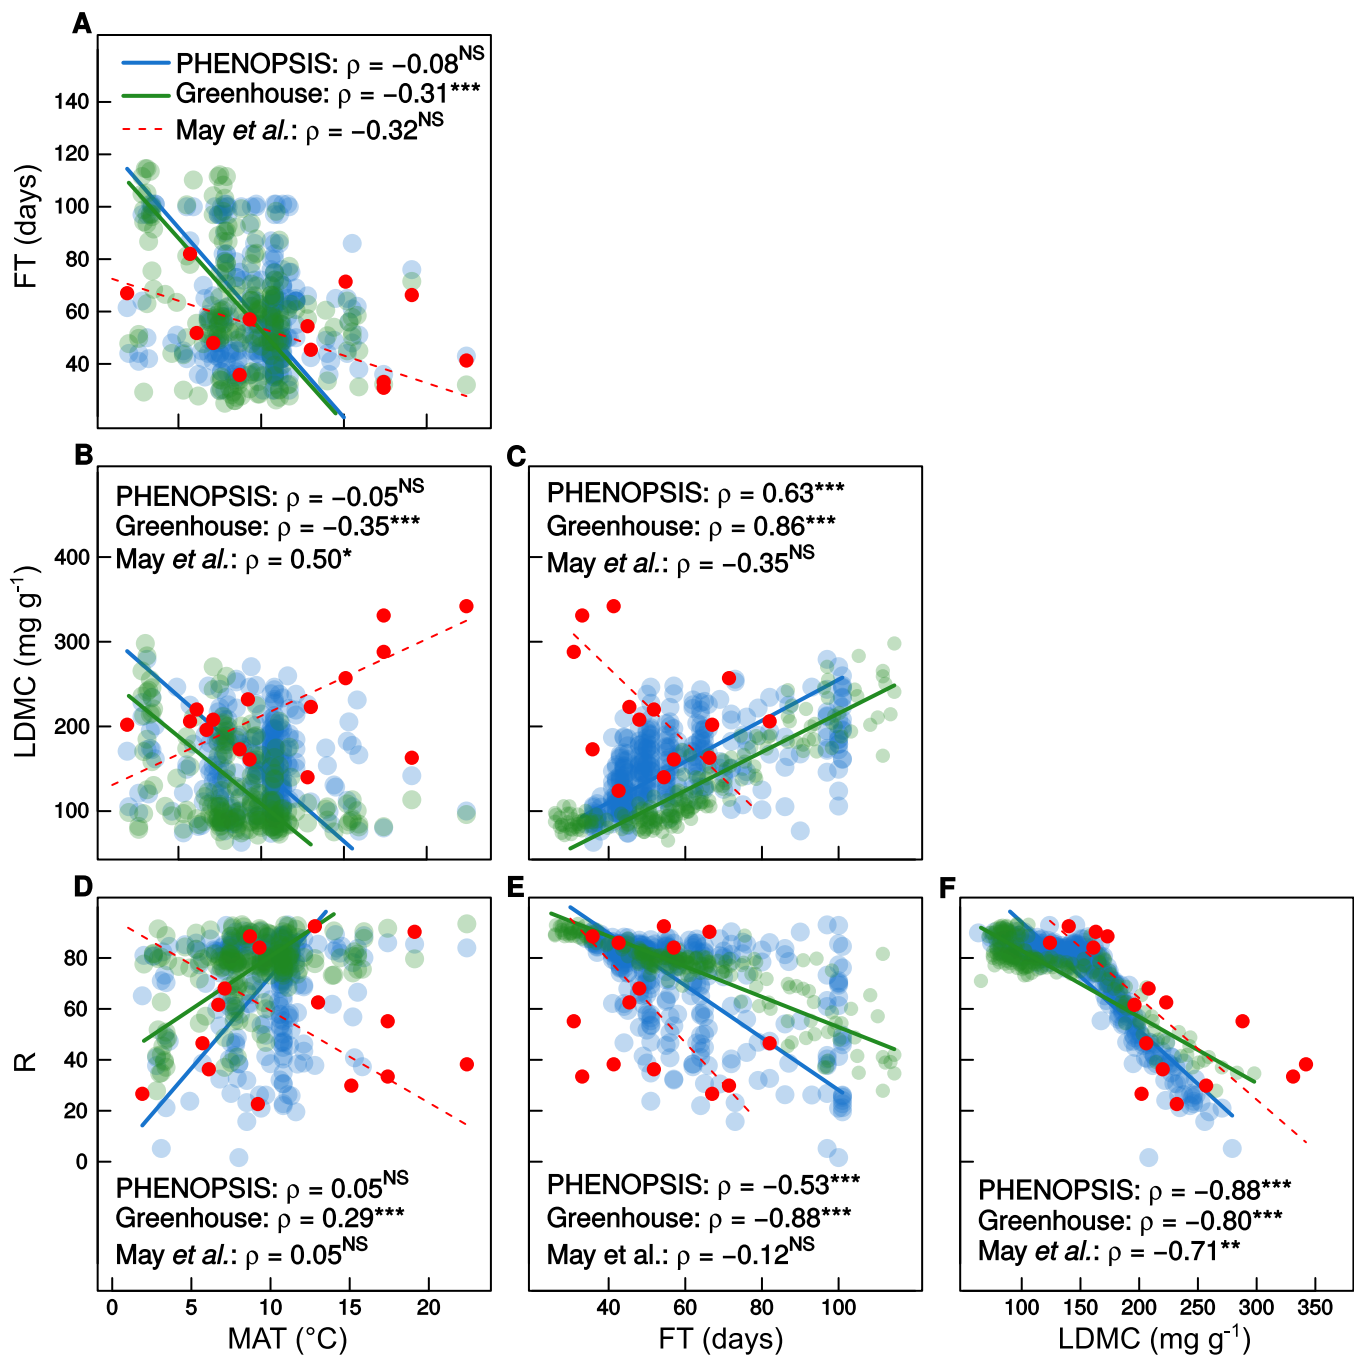 A
PHENOPSIS: ρ = −0.08NS
Greenhouse: ρ = −0.31***
May et al.: ρ = −0.32NS
140
120
100
80
60
40
FT (days)
B
PHENOPSIS: ρ = −0.05NS
Greenhouse: ρ = −0.35***
May et al.: ρ = 0.50*
400
300
200
100
LDMC (mg g-1)
C
PHENOPSIS: ρ = 0.63***
Greenhouse: ρ = 0.86***
May et al.: ρ = −0.35NS
D
80
60
40
20
0
R
PHENOPSIS: ρ = 0.05NS
Greenhouse: ρ = 0.29***
May et al.: ρ = 0.05NS
0 5 10 15 20
MAT (°C)
E
PHENOPSIS: ρ = −0.53***
Greenhouse: ρ = −0.88***
May et al.: ρ = −0.12NS
40 60 80 100
FT (days)
F
PHENOPSIS: ρ = −0.88***
Greenhouse: ρ = −0.80***
May et al.: ρ = −0.71**
100 150 200 250 300 350
LDMC (mg g-1)